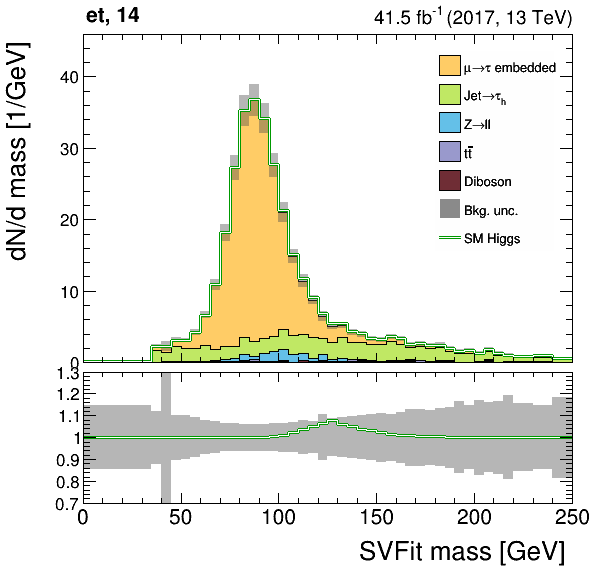 et, 14
41.5 fb⁻¹ (2017, 13 TeV)
dN/d mass [1/GeV]
40
30
20
10
0
μ→τ embedded
Jet→τₕ
Z→ll
tt̄
Diboson
Bkg. unc.
SM Higgs
1.3
1.2
1.1
1
0.9
0.8
0.7
0 50 100 150 200 250
SVFit mass [GeV]